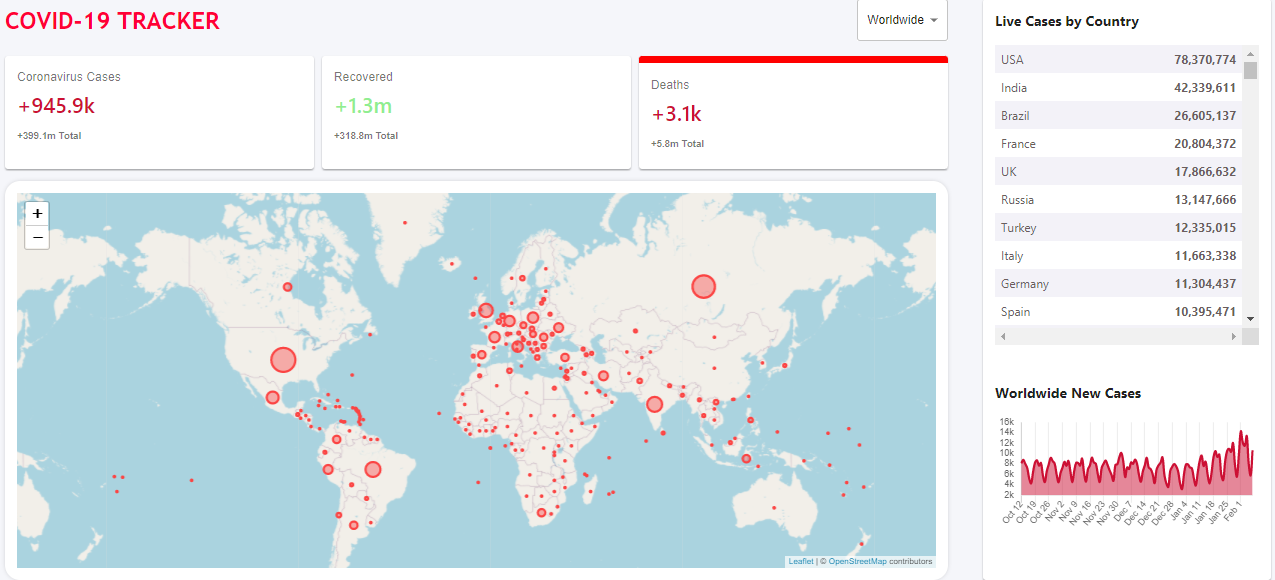 COVID-19 TRACKER
Worldwide
Coronavirus Cases
+945.9k
+399.1m Total
Recovered
+1.3m
+318.8m Total
Deaths
+3.1k
+5.8m Total
+
−
Leaflet | © OpenStreetMap contributors
Live Cases by Country
USA 78,370,774
India 42,339,611
Brazil 26,605,137
France 20,804,372
UK 17,866,632
Russia 13,147,666
Turkey 12,335,015
Italy 11,663,338
Germany 11,304,437
Spain 10,395,471
Worldwide New Cases
16k
14k
12k
10k
8k
6k
4k
2k
Oct 12 Oct 19 Oct 26 Nov 2 Nov 9 Nov 16 Nov 23 Nov 30 Dec 7 Dec 14 Dec 21 Dec 28 Jan 4 Jan 11 Jan 18 Jan 25 Feb 1